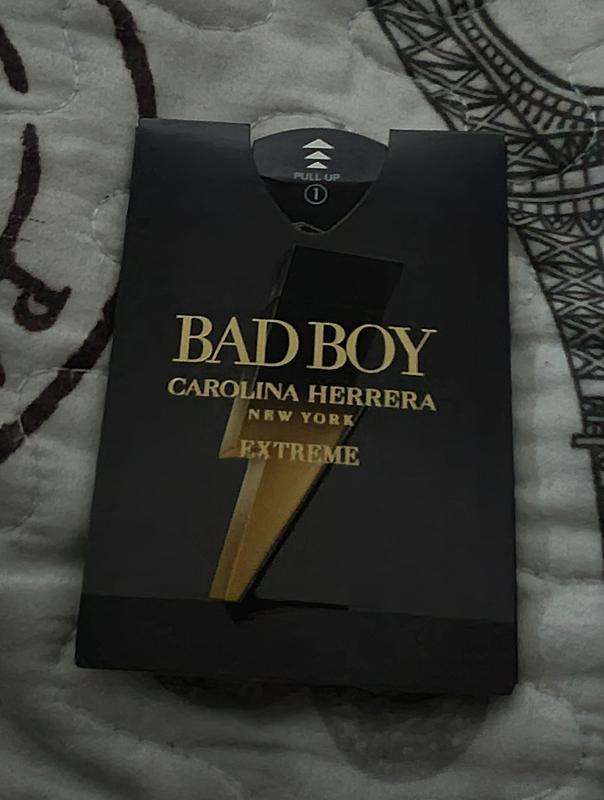 PULL UP
1
BAD BOY
CAROLINA HERRERA
NEW YORK
EXTREME